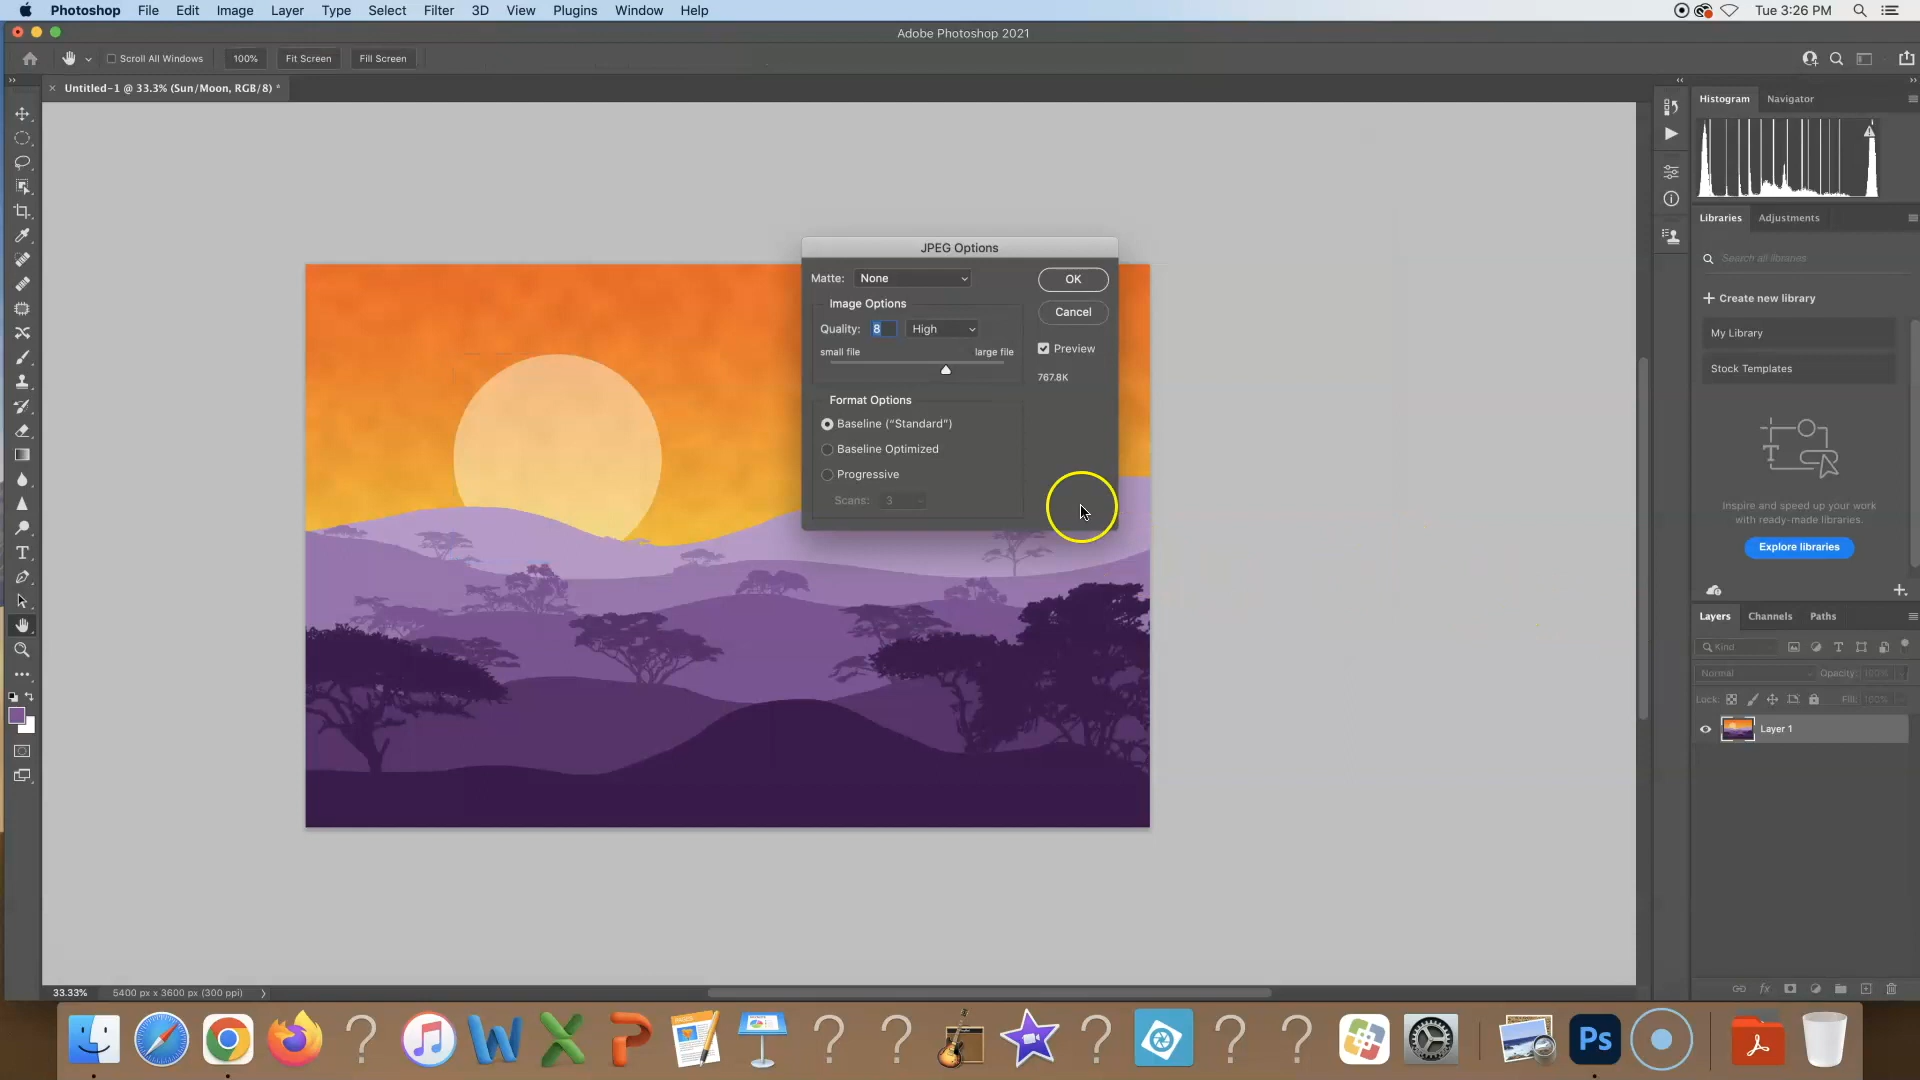 Photoshop File Edit Image Layer Type Select Filter 3D View Plugins Window Help Tue 3:26 PM
Adobe Photoshop 2021
Scroll All Windows 100% Fit Screen Fill Screen
Untitled-1 @ 33.3% (Sun/Moon, RGB/8) *
Histogram Navigator
Libraries Adjustments
Search all libraries
Create new library
My Library
Stock Templates
Inspire and speed up your work
with ready-made libraries.
Explore libraries
JPEG Options
Matte: None OK
Image Options
Cancel
Quality: 8 High
small file large file
Preview
767.8K
Format Options
Baseline (“Standard”)
Baseline Optimized
Progressive
Scans: 3
Layers Channels Paths
Kind
Normal Opacity: 100%
Lock: Fill: 100%
Layer 1
fx
33.33% 5400 px x 3600 px (300 ppi)
PAGES
Ps